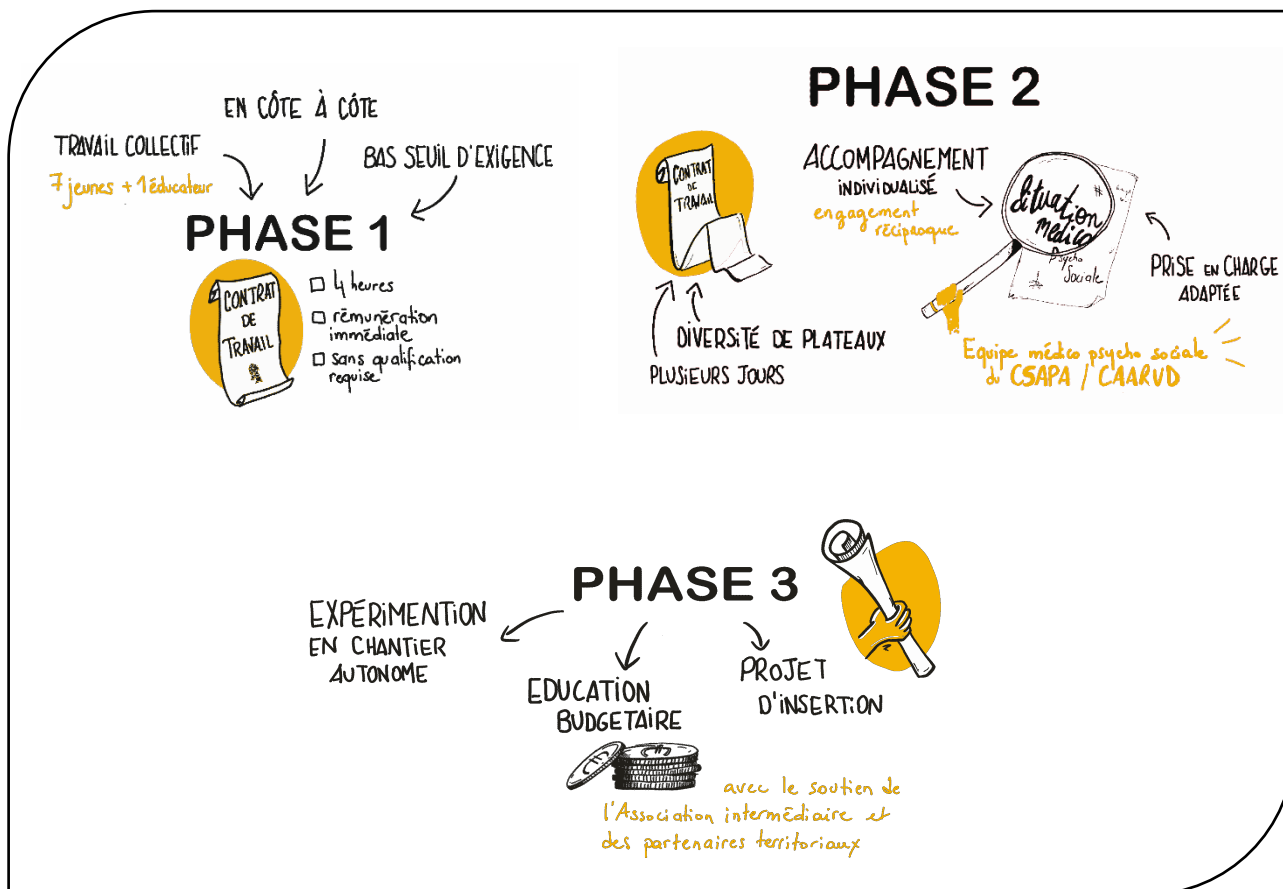 EN CÔTE À CÔTE
TRAVAIL COLLECTIF
7 jeunes + 1 éducateur
BAS SEUIL D'EXIGENCE
PHASE 1
CONTRAT
DE
TRAVAIL
4 heures
rémunération
immédiate
sans qualification
requise
PHASE 2
CONTRAT
DE
TRAVAIL
ACCOMPAGNEMENT
INDIVIDUALISÉ
engagement
réciproque
situation
médico
Psycho
Sociale
PRISE EN CHARGE
ADAPTÉE
DIVERSITÉ DE PLATEAUX
PLUSIEURS JOURS
Equipe médico psycho sociale
du CSAPA / CAARUD
PHASE 3
EXPÉRIMENTION
EN CHANTIER
AUTONOME
EDUCATION
BUDGETAIRE
PROJET
D'INSERTION
avec le soutien de
l'Association intermédiaire et
des partenaires territoriaux